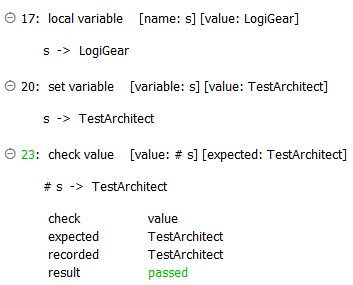 17: local variable [name: s] [value: LogiGear]
s -> LogiGear
20: set variable [variable: s] [value: TestArchitect]
s -> TestArchitect
23: check value [value: # s] [expected: TestArchitect]
# s -> TestArchitect
check value
expected TestArchitect
recorded TestArchitect
result passed